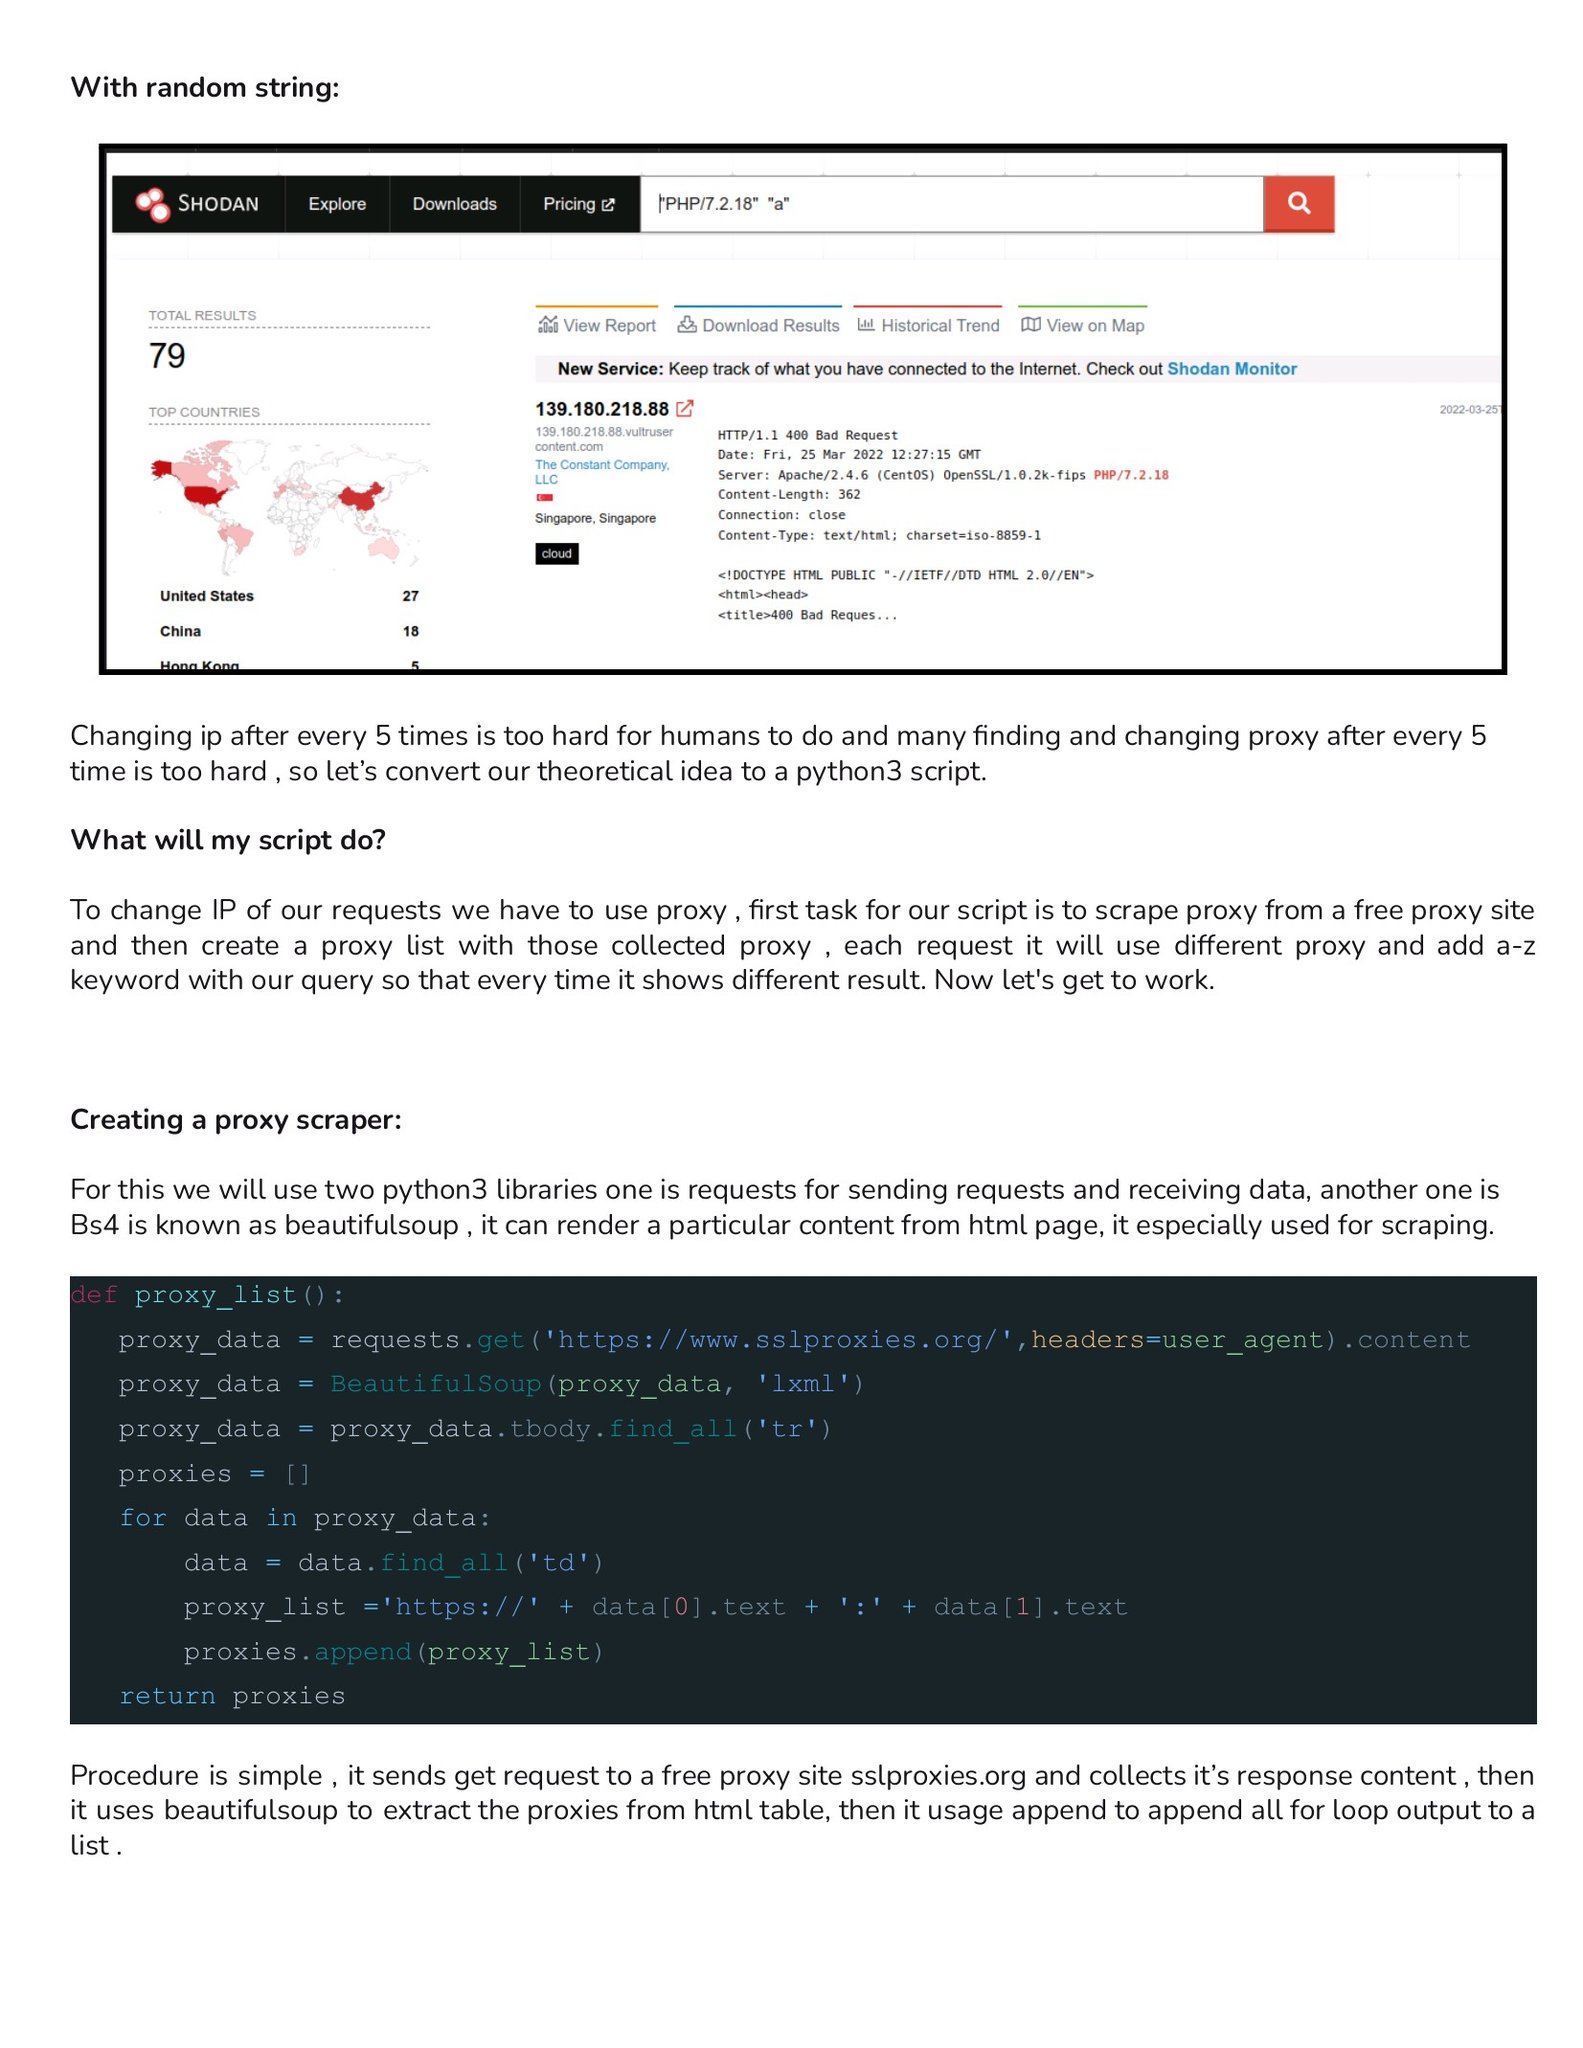 With random string:
SHODAN Explore Downloads Pricing "PHP/7.2.18" "a"
TOTAL RESULTS
79
TOP COUNTRIES
United States 27
China 18
Hong Kong 5
View Report Download Results Historical Trend View on Map
New Service: Keep track of what you have connected to the Internet. Check out Shodan Monitor
139.180.218.88
2022-03-25T
139.180.218.88.vultruser
content.com
The Constant Company,
LLC
Singapore, Singapore
cloud
HTTP/1.1 400 Bad Request
Date: Fri, 25 Mar 2022 12:27:15 GMT
Server: Apache/2.4.6 (CentOS) OpenSSL/1.0.2k-fips PHP/7.2.18
Content-Length: 362
Connection: close
Content-Type: text/html; charset=iso-8859-1
<!DOCTYPE HTML PUBLIC "-//IETF//DTD HTML 2.0//EN">
<html><head>
<title>400 Bad Reques...
Changing ip after every 5 times is too hard for humans to do and many finding and changing proxy after every 5
time is too hard , so let’s convert our theoretical idea to a python3 script.
What will my script do?
To change IP of our requests we have to use proxy , first task for our script is to scrape proxy from a free proxy site
and then create a proxy list with those collected proxy , each request it will use different proxy and add a-z
keyword with our query so that every time it shows different result. Now let's get to work.
Creating a proxy scraper:
For this we will use two python3 libraries one is requests for sending requests and receiving data, another one is
Bs4 is known as beautifulsoup , it can render a particular content from html page, it especially used for scraping.
def proxy_list():
   proxy_data = requests.get('https://www.sslproxies.org/',headers=user_agent).content
   proxy_data = BeautifulSoup(proxy_data, 'lxml')
   proxy_data = proxy_data.tbody.find_all('tr')
   proxies = []
   for data in proxy_data:
       data = data.find_all('td')
       proxy_list ='https://' + data[0].text + ':' + data[1].text
       proxies.append(proxy_list)
   return proxies
Procedure is simple , it sends get request to a free proxy site sslproxies.org and collects it’s response content , then
it uses beautifulsoup to extract the proxies from html table, then it usage append to append all for loop output to a
list .